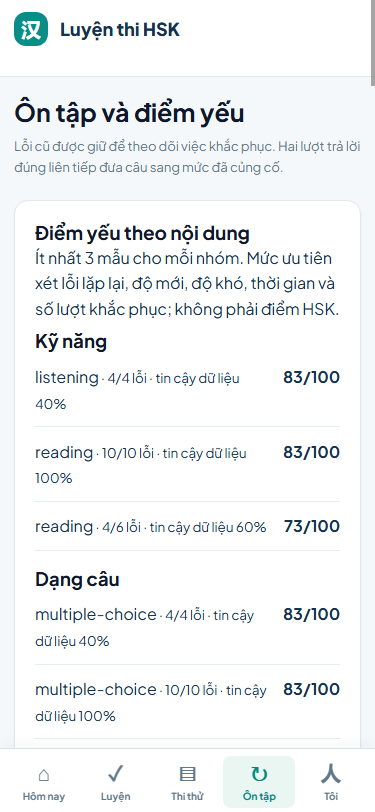 汉 Luyện thi HSK
Ôn tập và điểm yếu
Lỗi cũ được giữ để theo dõi việc khắc phục. Hai lượt trả lời
đúng liên tiếp đưa câu sang mức đã củng cố.
Điểm yếu theo nội dung
Ít nhất 3 mẫu cho mỗi nhóm. Mức ưu tiên
xét lỗi lặp lại, độ mới, độ khó, thời gian và
số lượt khắc phục; không phải điểm HSK.
Kỹ năng
listening · 4/4 lỗi · tin cậy dữ liệu 83/100
40%
reading · 10/10 lỗi · tin cậy dữ liệu 83/100
100%
reading · 4/6 lỗi · tin cậy dữ liệu 60% 73/100
Dạng câu
multiple-choice · 4/4 lỗi · tin cậy 83/100
dữ liệu 40%
multiple-choice · 10/10 lỗi · tin cậy 83/100
dữ liệu 100%
Hôm nay Luyện Thi thử Ôn tập 人 Tôi